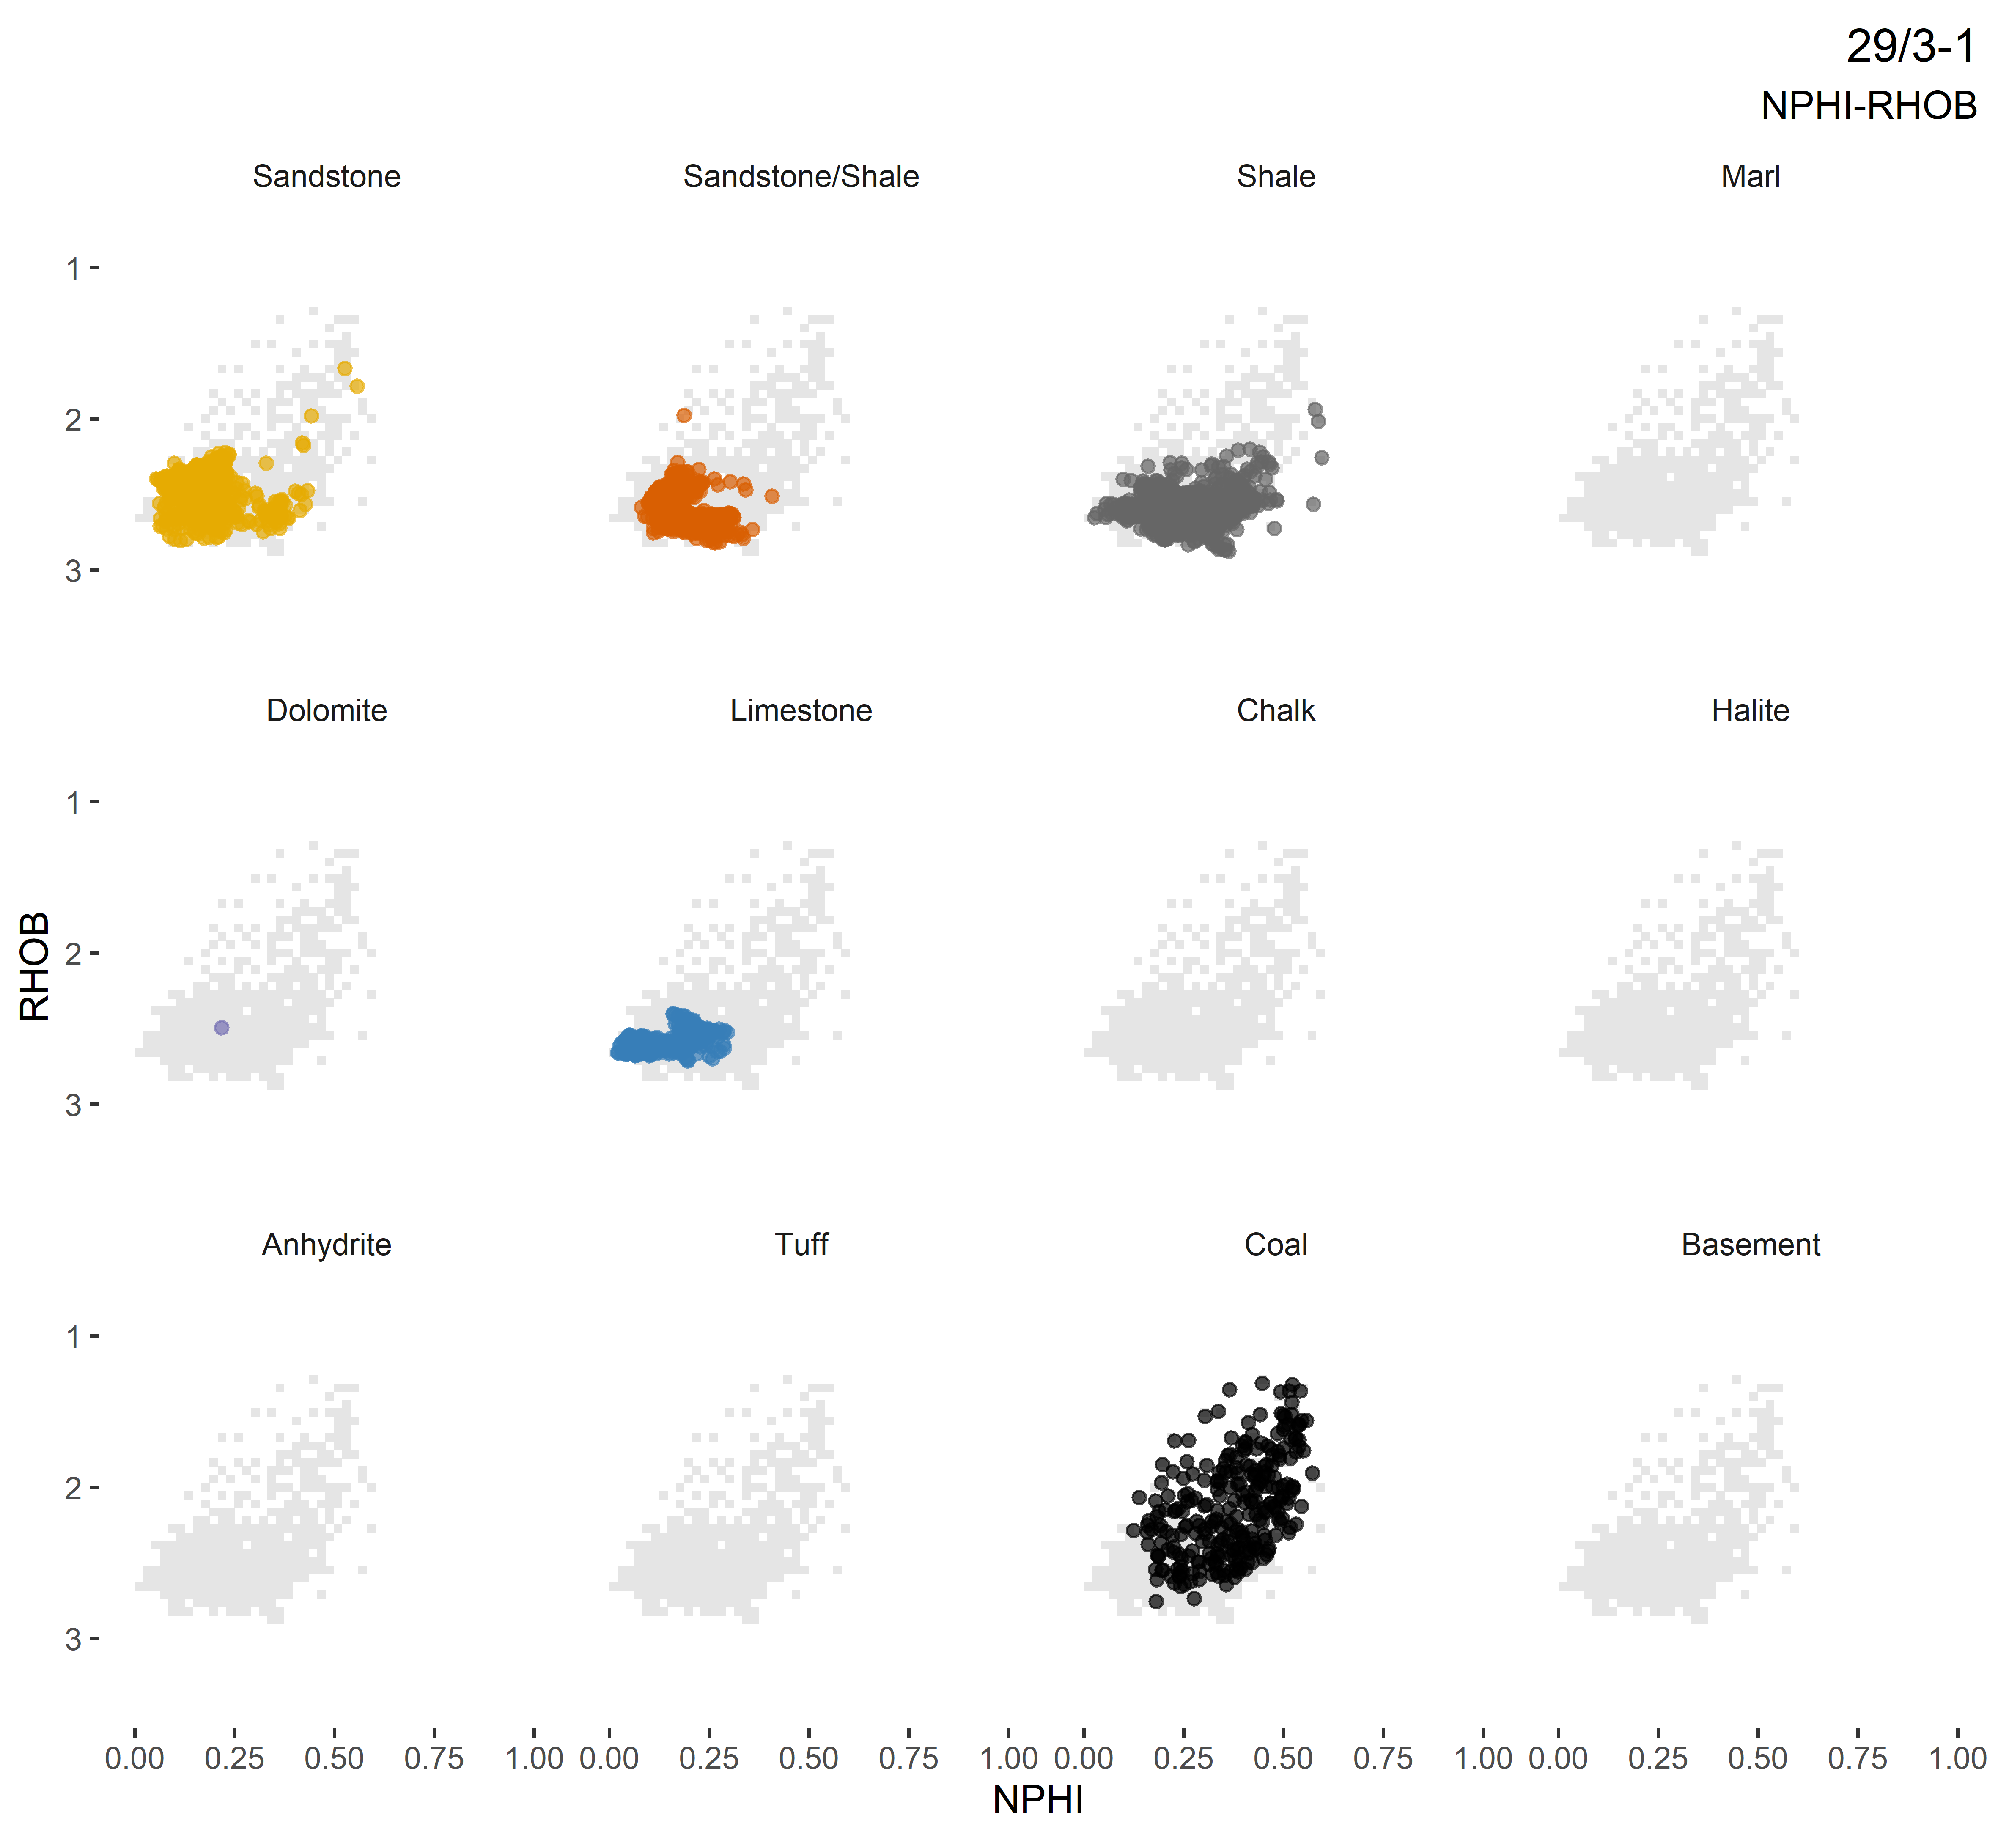 29/3-1
NPHI-RHOB
Sandstone Sandstone/Shale Shale Marl
1
2
3
Dolomite Limestone Chalk Halite
1
2
3
RHOB
Anhydrite Tuff Coal Basement
1
2
3
0.00 0.25 0.50 0.75 1.00 0.00 0.25 0.50 0.75 1.00 0.00 0.25 0.50 0.75 1.00 0.00 0.25 0.50 0.75 1.00
NPHI